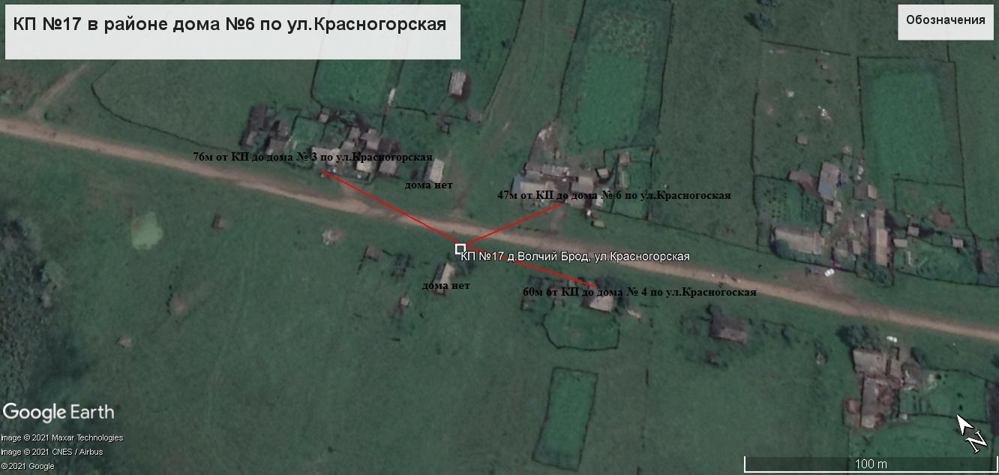 КП №17 в районе дома №6 по ул.Красногорская
Обозначения
76м от КП до дома № 3 по ул.Красногорская
дома нет
47м от КП до дома № 6 по ул.Красногоская
КП №17 д.Волчий Брод, ул.Красногорская
дома нет
60м от КП до дома № 4 по ул.Красногоская
Google Earth
Image © 2021 Maxar Technologies
Image © 2021 CNES / Airbus
©2021 Google
N
100 m